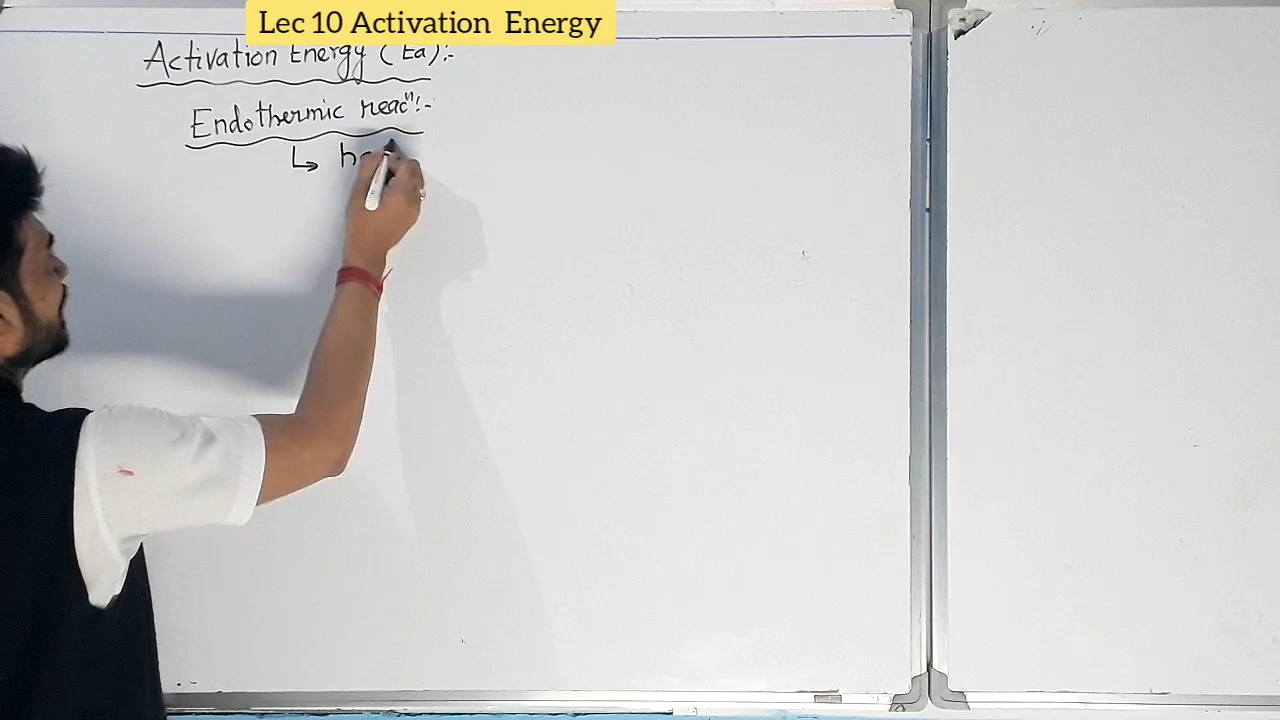 Lec 10 Activation Energy
Activation Energy (Ea):-
Endothermic reacⁿ:-
↳